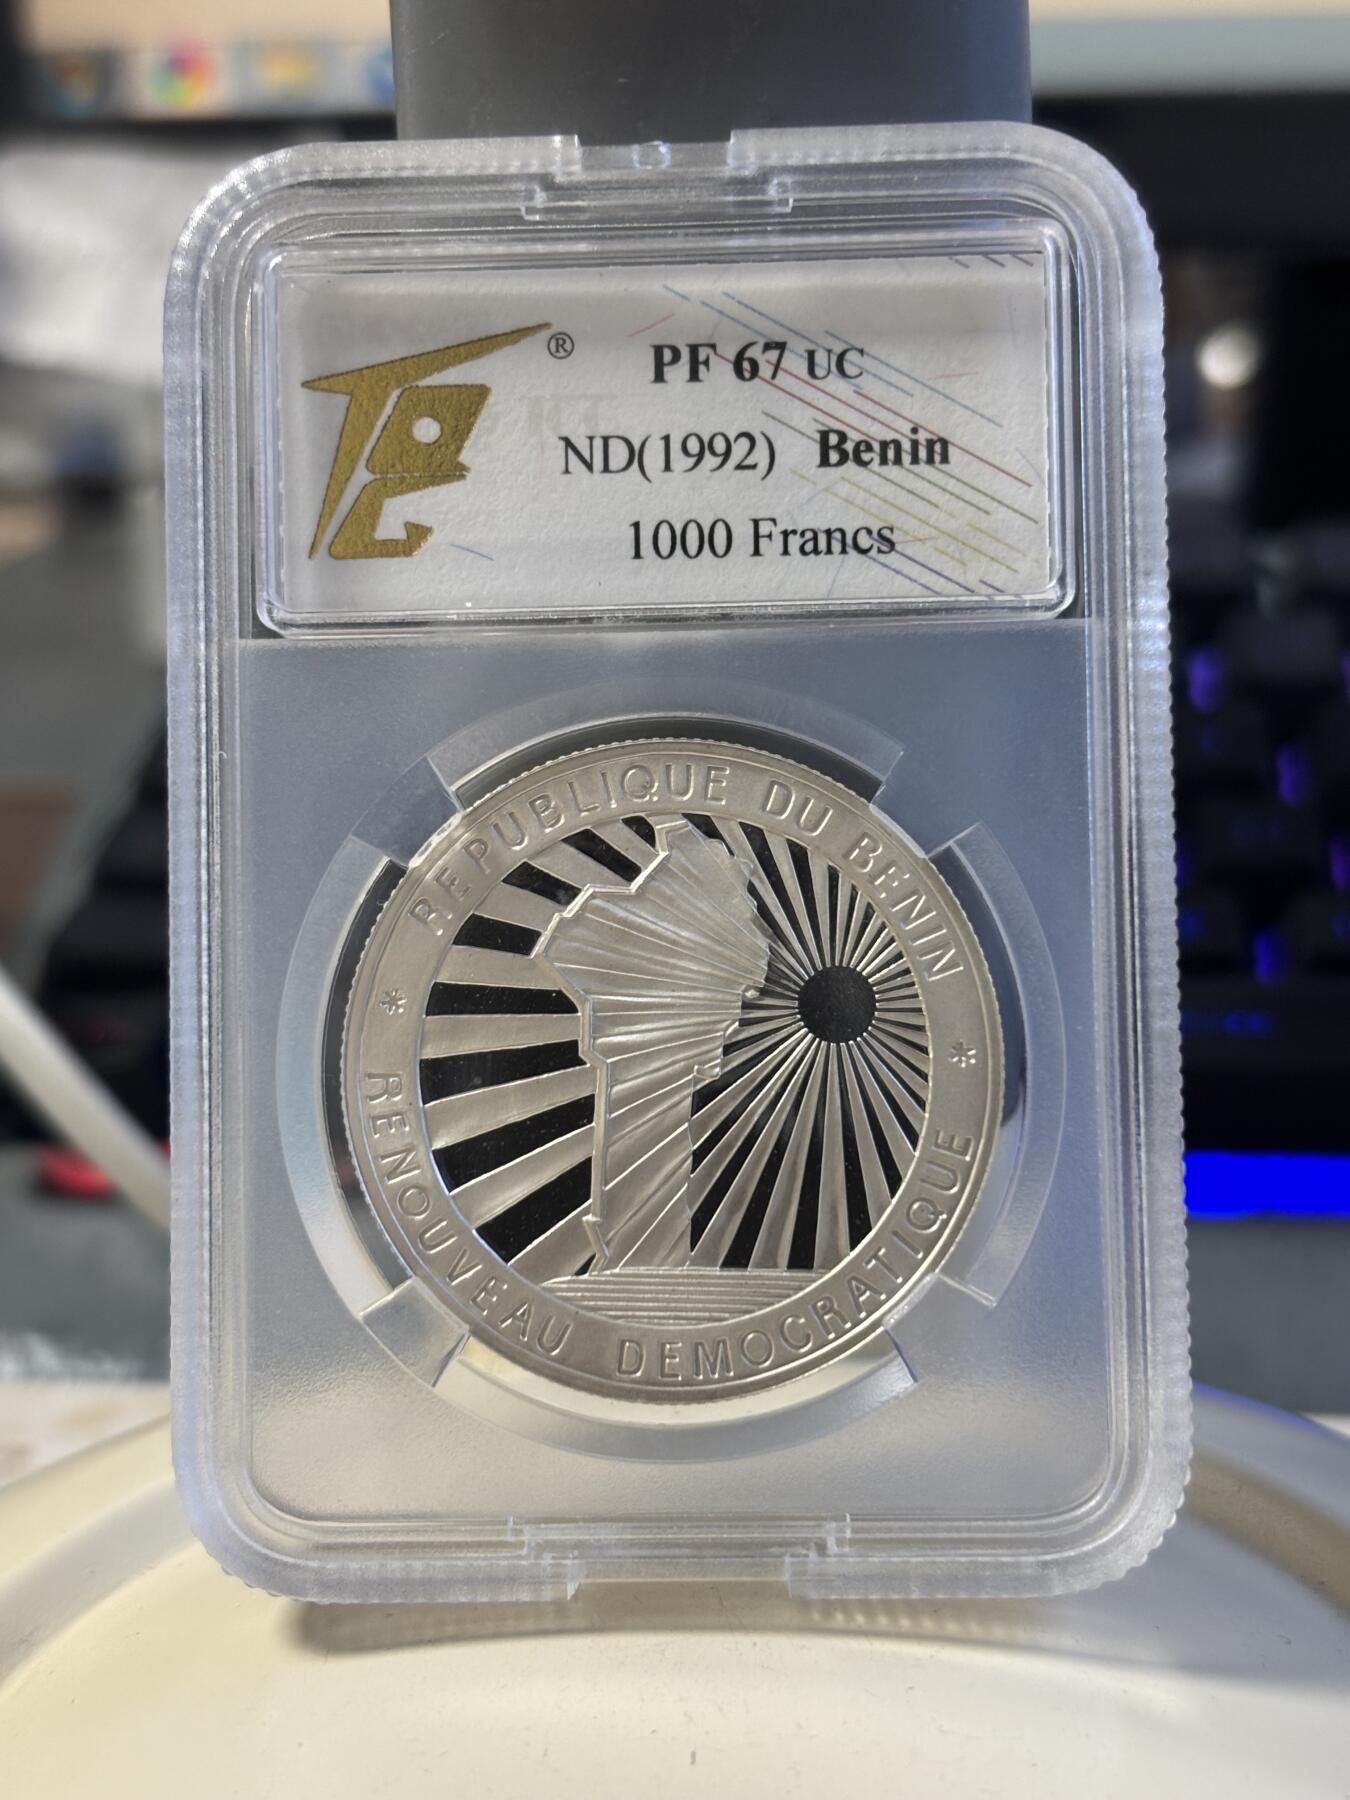 ®
PF 67 UC
ND(1992) Benin
1000 Francs
REPUBLIQUE DU BENIN
* RENOUVEAU DEMOCRATIQUE *